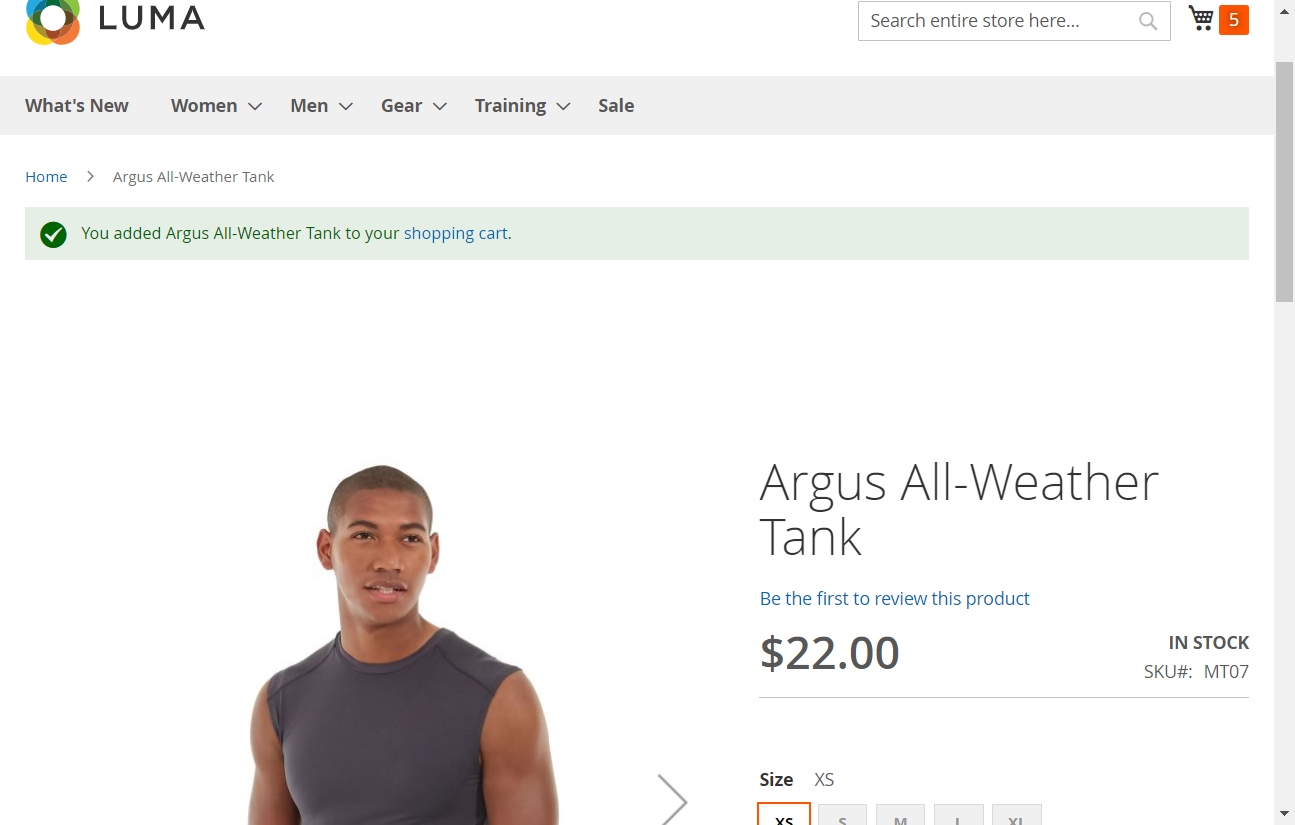 LUMA
Search entire store here...
5
What's New Women Men Gear Training Sale
Home Argus All-Weather Tank
You added Argus All-Weather Tank to your shopping cart.
Argus All-Weather
Tank
Be the first to review this product
$22.00
IN STOCK
SKU#: MT07
Size XS
XS S M L XL